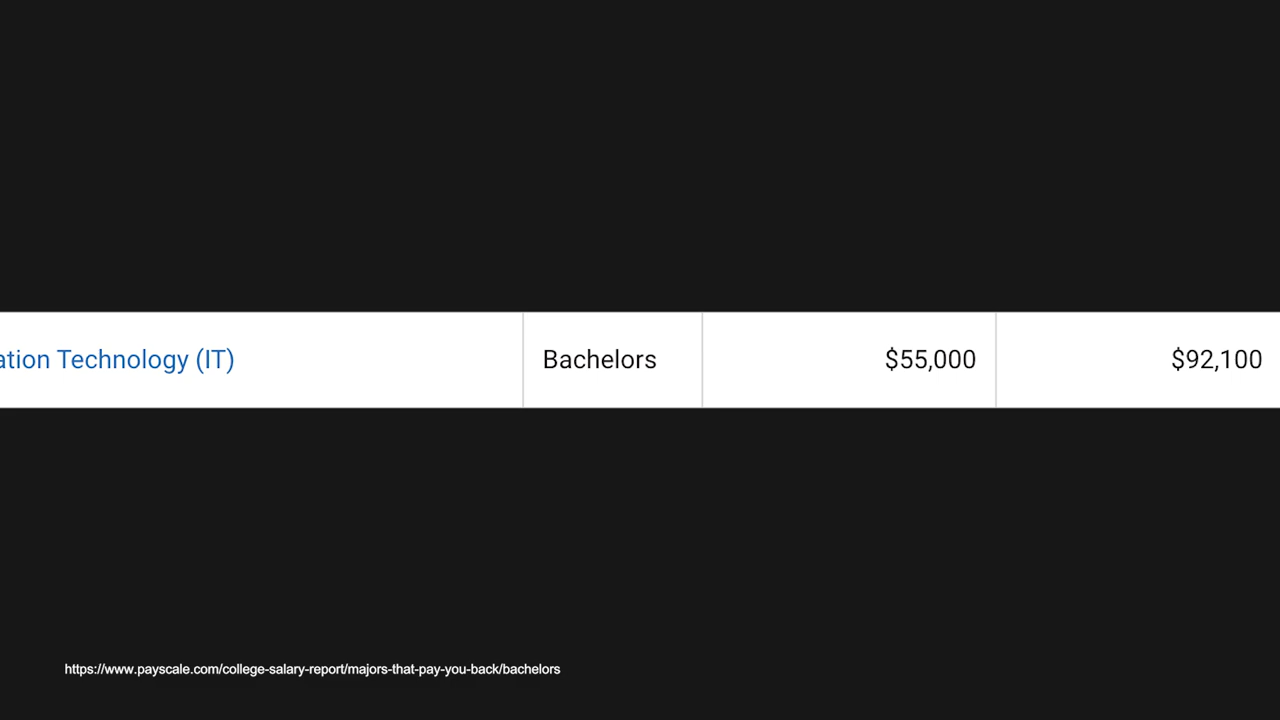 ation Technology (IT) Bachelors $55,000 $92,100
https://www.payscale.com/college-salary-report/majors-that-pay-you-back/bachelors